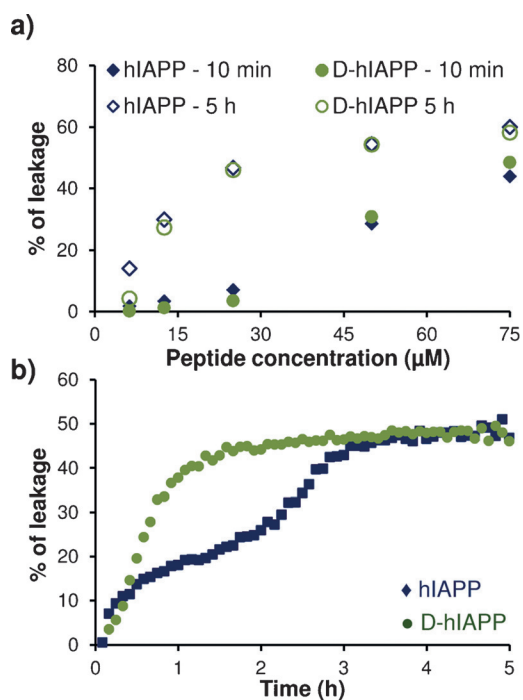 a)
hIAPP - 10 min D-hIAPP - 10 min
hIAPP - 5 h D-hIAPP 5 h
% of leakage
80
60
40
20
0
0 15 30 45 60 75
Peptide concentration (µM)
b)
% of leakage
60
50
40
30
20
10
0
hIAPP
D-hIAPP
0 1 2 3 4 5
Time (h)